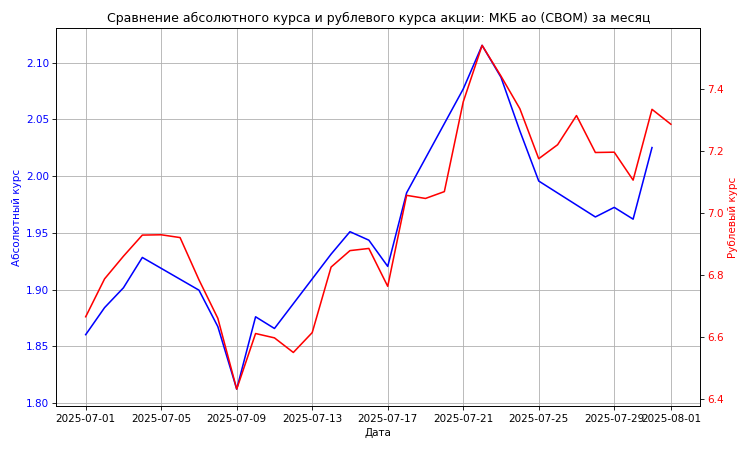 Сравнение абсолютного курса и рублевого курса акции: МКБ ао (CBOM) за месяц
Абсолютный курс
2.10
2.05
2.00
1.95
1.90
1.85
1.80
7.4
7.2
7.0
6.8
6.6
6.4
Рублевый курс
2025-07-01 2025-07-05 2025-07-09 2025-07-13 2025-07-17 2025-07-21 2025-07-25 2025-07-29 2025-08-01
Дата